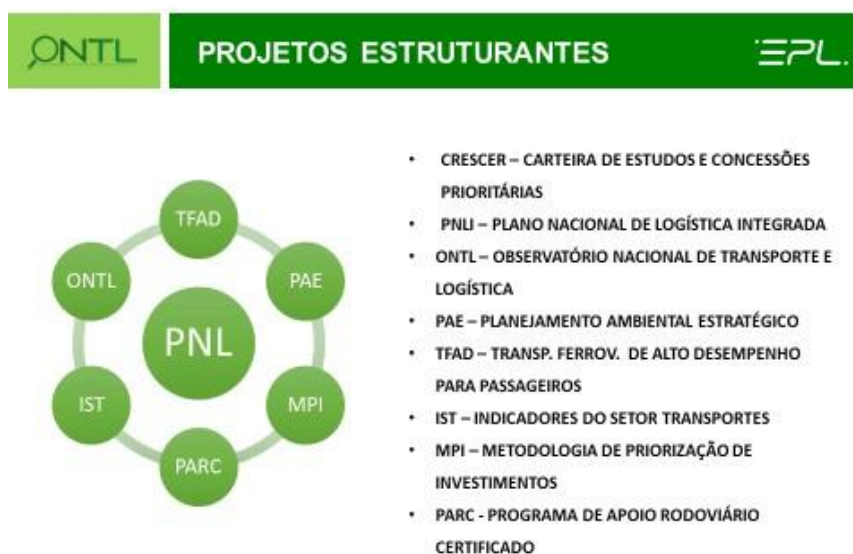 ONTL
PROJETOS ESTRUTURANTES
EPL.
TFAD
ONTL
PAE
PNL
IST
MPI
PARC
• CRESCER – CARTEIRA DE ESTUDOS E CONCESSÕES
PRIORITÁRIAS
• PNLI – PLANO NACIONAL DE LOGÍSTICA INTEGRADA
• ONTL – OBSERVATÓRIO NACIONAL DE TRANSPORTE E
LOGÍSTICA
• PAE – PLANEJAMENTO AMBIENTAL ESTRATÉGICO
• TFAD – TRANSP. FERROV. DE ALTO DESEMPENHO
PARA PASSAGEIROS
• IST – INDICADORES DO SETOR TRANSPORTES
• MPI – METODOLOGIA DE PRIORIZAÇÃO DE
INVESTIMENTOS
• PARC - PROGRAMA DE APOIO RODOVIÁRIO
CERTIFICADO